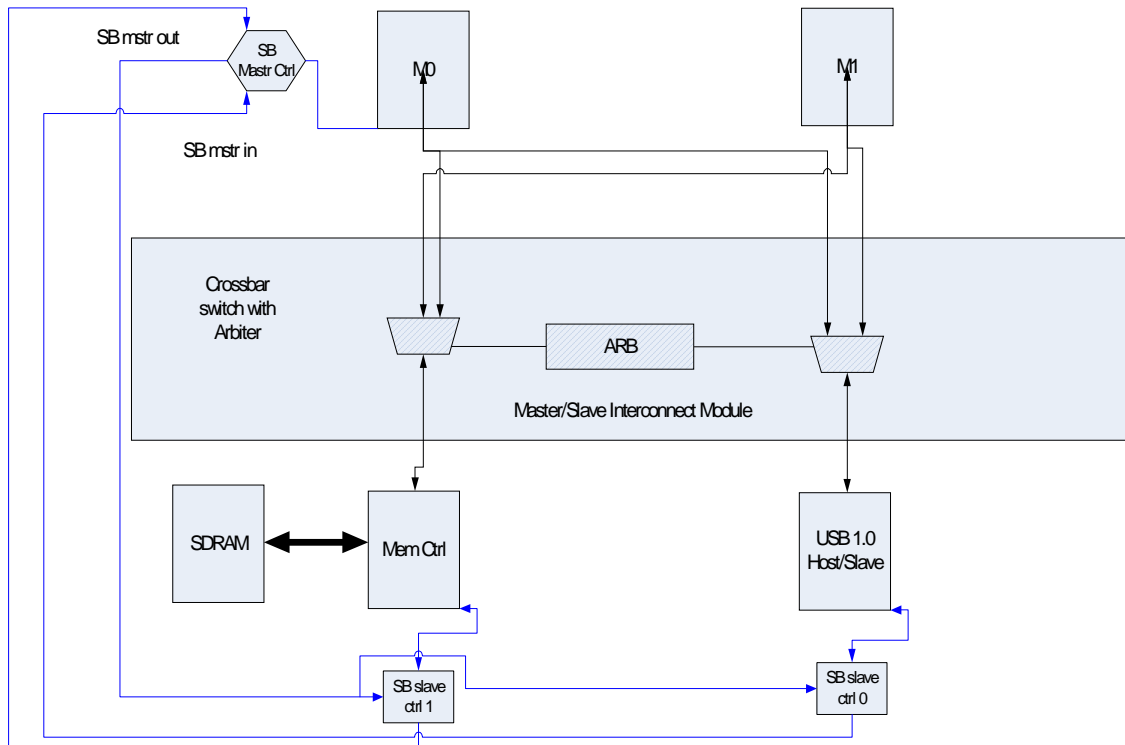 SB mstr out
SB
Mastr Ctrl
M0
M1
SB mstr in
Crossbar
switch with
Arbiter
ARB
Master/Slave Interconnect Module
SDRAM
Mem Ctrl
USB 1.0
Host/Slave
SB slave
ctrl 1
SB slave
ctrl 0